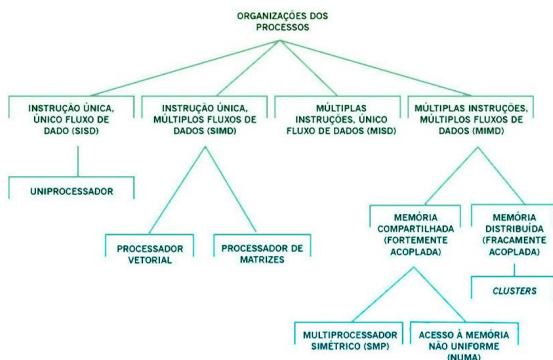 ORGANIZAÇÕES DOS
PROCESSOS
INSTRUÇÃO ÚNICA,
ÚNICO FLUXO DE
DADO (SISD)
INSTRUÇÃO ÚNICA,
MÚLTIPLOS FLUXOS DE
DADOS (SIMD)
MÚLTIPLAS
INSTRUÇÕES, ÚNICO
FLUXO DE DADOS (MISD)
MÚLTIPLAS INSTRUÇÕES,
MÚLTIPLOS FLUXOS DE
DADOS (MIMD)
UNIPROCESSADOR
PROCESSADOR
VETORIAL
PROCESSADOR DE
MATRIZES
MEMÓRIA
COMPARTILHADA
(FORTEMENTE
ACOPLADA)
MEMÓRIA
DISTRIBUÍDA
(FRACAMENTE
ACOPLADA)
CLUSTERS
MULTIPROCESSADOR
SIMÉTRICO (SMP)
ACESSO À MEMÓRIA
NÃO UNIFORME
(NUMA)